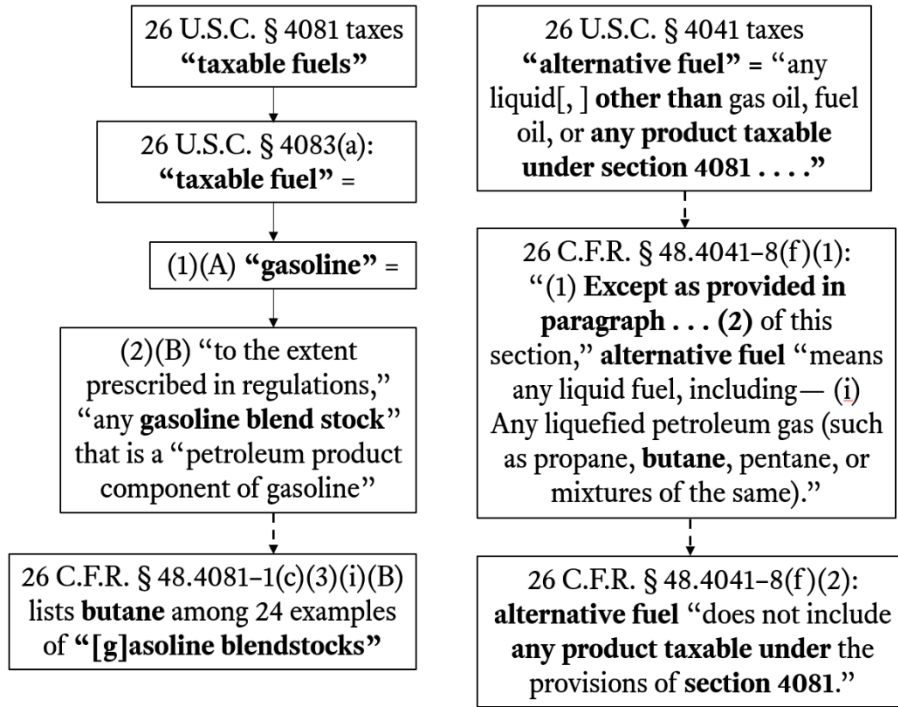 26 U.S.C. § 4081 taxes
“taxable fuels”
26 U.S.C. § 4083(a):
“taxable fuel” =
(1)(A) “gasoline” =
(2)(B) “to the extent
prescribed in regulations,”
“any gasoline blend stock”
that is a “petroleum product
component of gasoline”
26 C.F.R. § 48.4081–1(c)(3)(i)(B)
lists butane among 24 examples
of “[g]asoline blendstocks”
26 U.S.C. § 4041 taxes
“alternative fuel” = “any
liquid[, ] other than gas oil, fuel
oil, or any product taxable
under section 4081 . . . .”
26 C.F.R. § 48.4041–8(f)(1):
“(1) Except as provided in
paragraph . . . (2) of this
section,” alternative fuel “means
any liquid fuel, including— (i)
Any liquefied petroleum gas (such
as propane, butane, pentane, or
mixtures of the same).”
26 C.F.R. § 48.4041–8(f)(2):
alternative fuel “does not include
any product taxable under the
provisions of section 4081.”